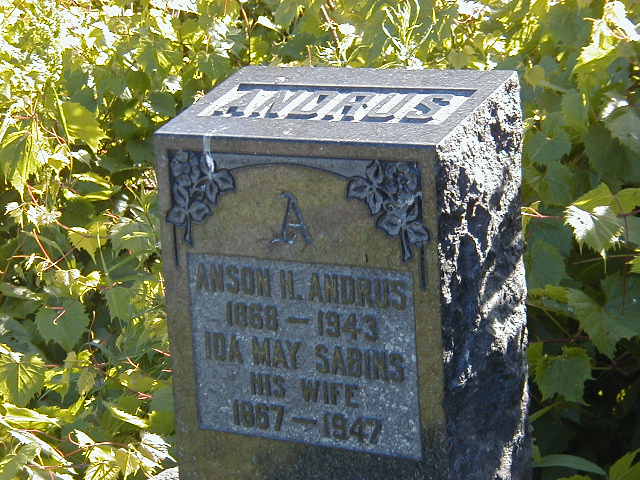 ANDRUS
A
ANSON H. ANDRUS
1868 – 1943
IDA MAY SABINS
HIS WIFE
1867 – 1947